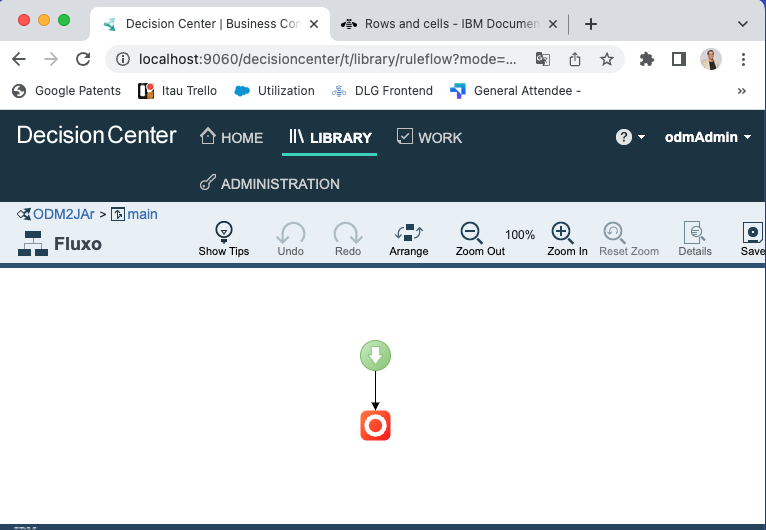 Decision Center | Business Con
Rows and cells - IBM Documen
localhost:9060/decisioncenter/t/library/ruleflow?mode=...
Google Patents
Itau Trello
Utilization
DLG Frontend
General Attendee -
»
Decision Center
HOME
LIBRARY
WORK
? odmAdmin
ADMINISTRATION
ODM2JAr > main
Fluxo
Show Tips
Undo
Redo
Arrange
Zoom Out
100%
Zoom In
Reset Zoom
Details
Save